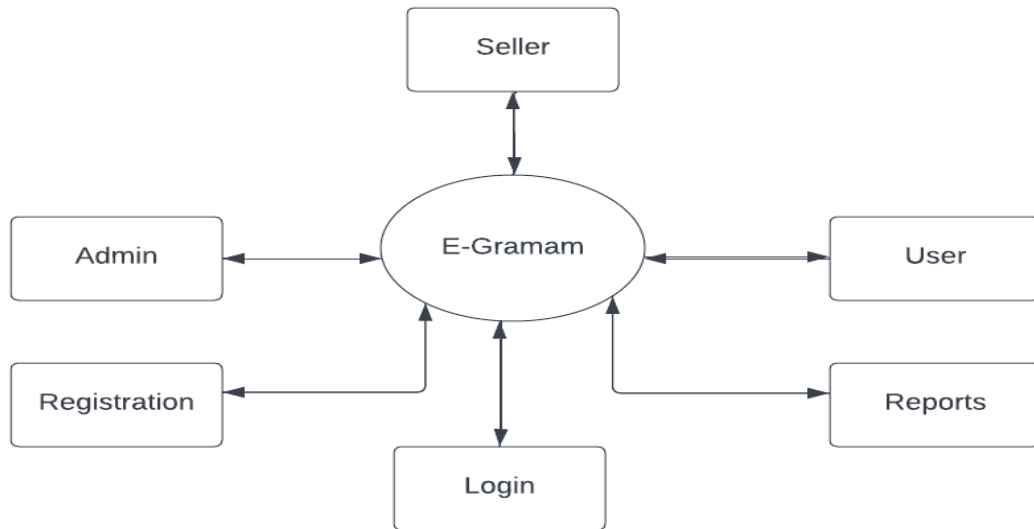 Seller
E-Gramam
Admin
User
Registration
Reports
Login